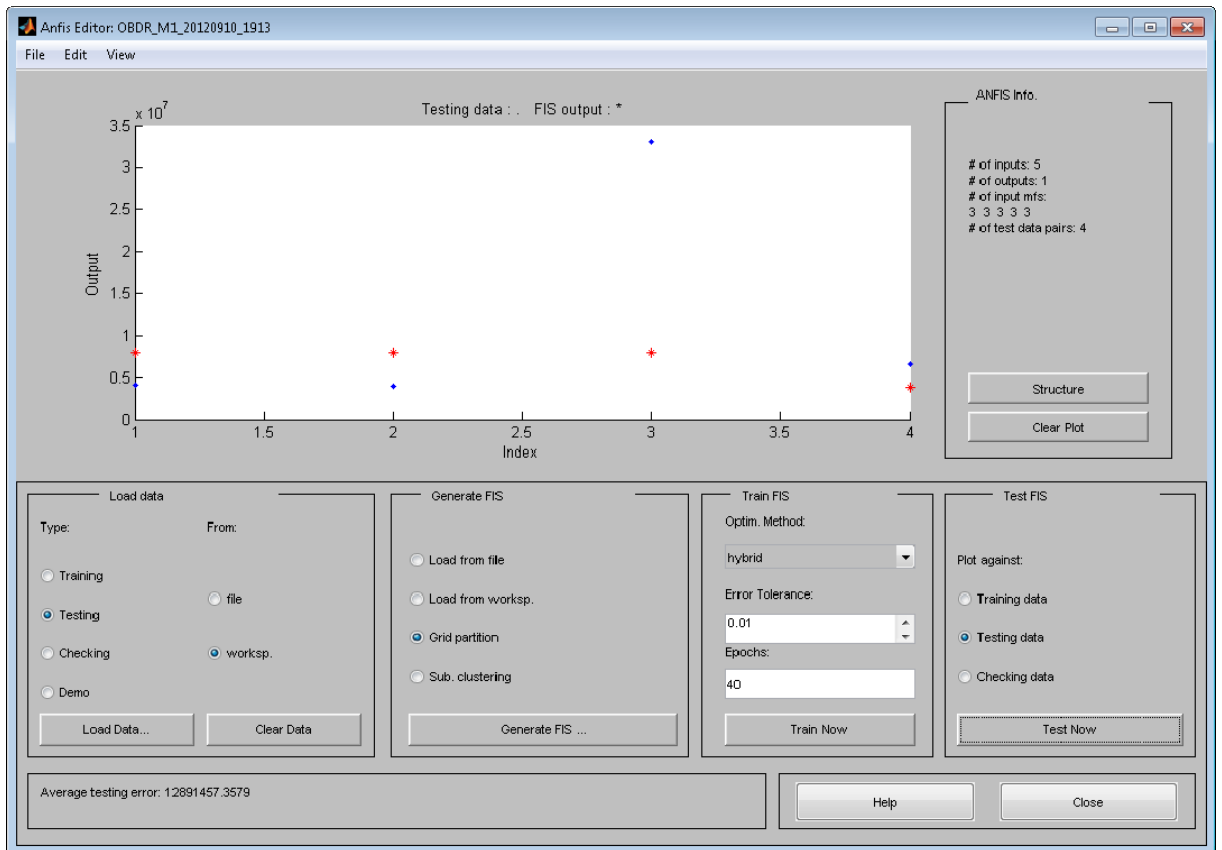 Anfis Editor: OBDR_M1_20120910_1913
File Edit View
x 10^7
Testing data : . FIS output : *
3.5
3
2.5
2
1.5
1
0.5
0
Output
1 1.5 2 2.5 3 3.5 4
Index
ANFIS Info.
# of inputs: 5
# of outputs: 1
# of input mfs:
3 3 3 3 3
# of test data pairs: 4
Structure
Clear Plot
Load data
Type: From:
Training
Testing
Checking
Demo
file
worksp.
Load Data...
Clear Data
Generate FIS
Load from file
Load from worksp.
Grid partition
Sub. clustering
Generate FIS ...
Train FIS
Optim. Method:
hybrid
Error Tolerance:
0.01
Epochs:
40
Train Now
Test FIS
Plot against:
Training data
Testing data
Checking data
Test Now
Average testing error: 12891457.3579
Help
Close